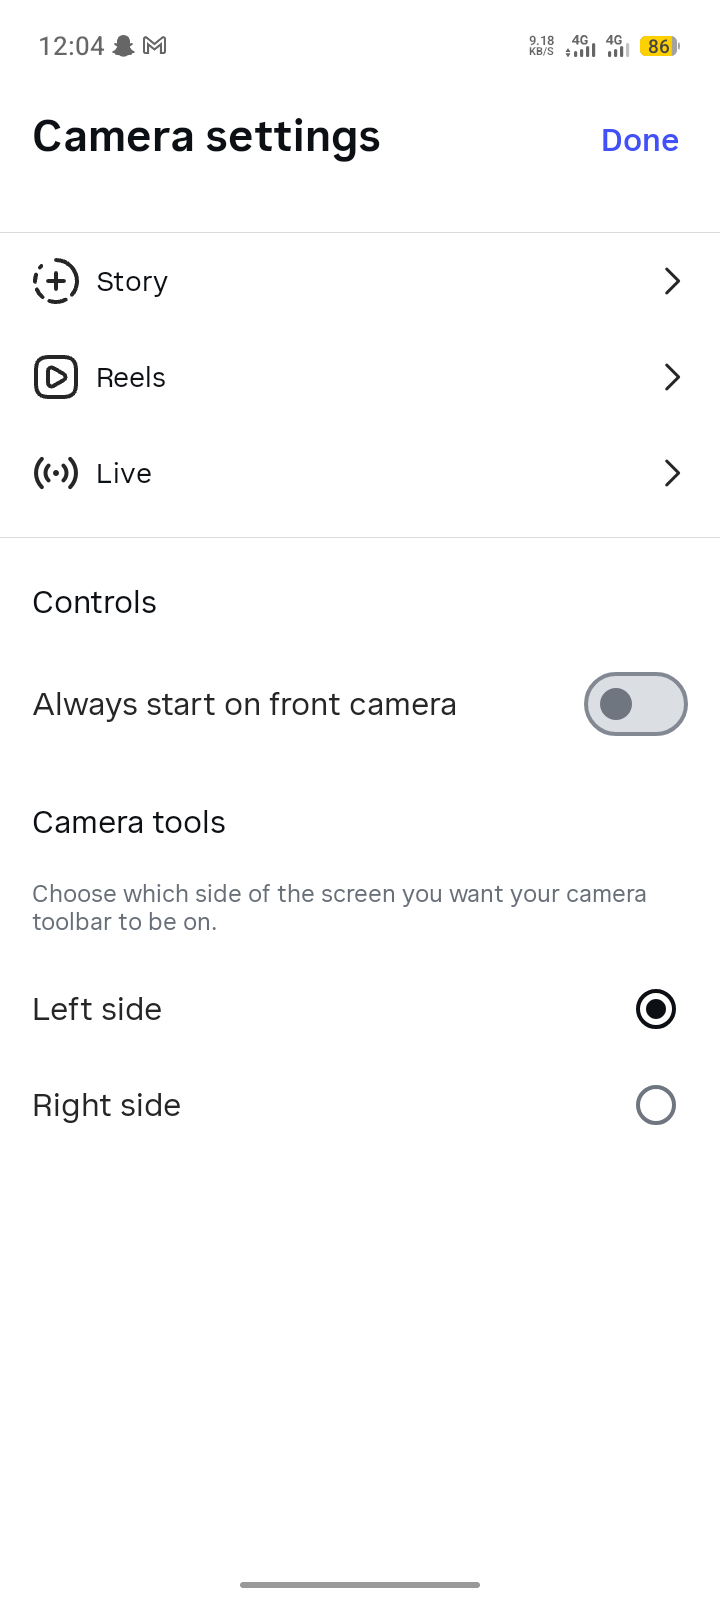 12:04
9.18 KB/S 4G 4G 86
Camera settings
Done
Story
Reels
Live
Controls
Always start on front camera
Camera tools
Choose which side of the screen you want your camera
toolbar to be on.
Left side
Right side